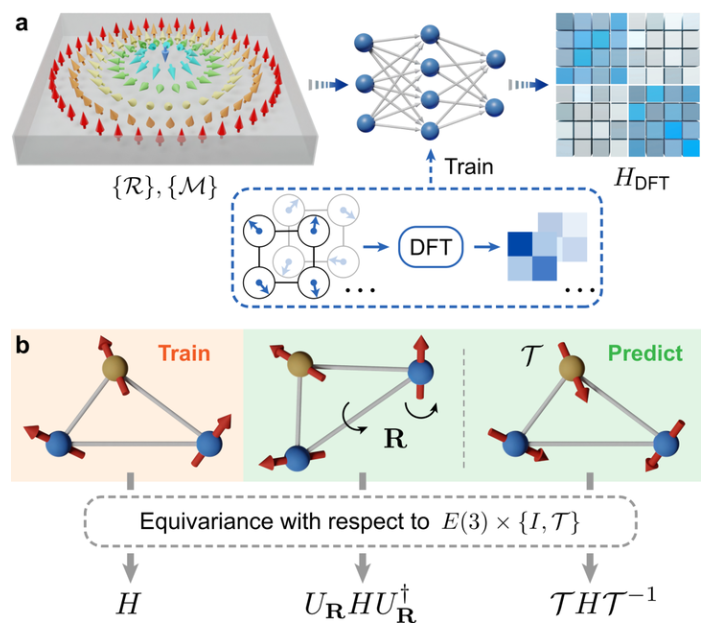 a
{ℛ}, {ℳ}
Train
H_DFT
DFT
...
...
b
Train
𝒯
Predict
R
Equivariance with respect to E(3) × {I, 𝒯}
H
U_R H U_R^†
𝒯H𝒯^{-1}